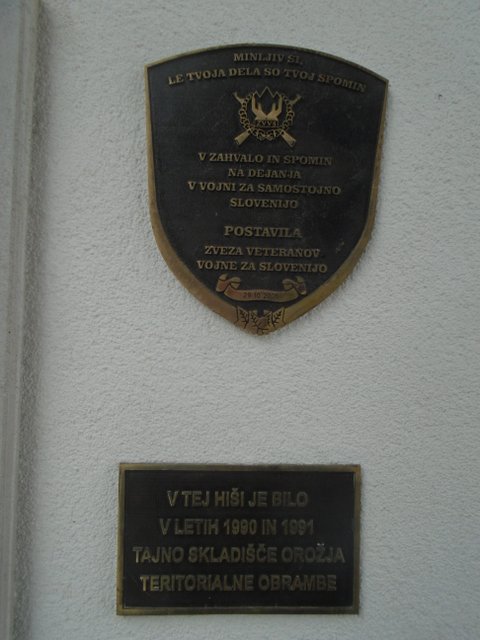 MINLJIV SI,
LE TVOJA DELA SO TVOJ SPOMIN
V ZAHVALO IN SPOMIN
NA DEJANJA
V VOJNI ZA SAMOSTOJNO
SLOVENIJO
POSTAVILA
ZVEZA VETERANOV
VOJNE ZA SLOVENIJO
V TEJ HIŠI JE BILO
V LETIH 1990 IN 1991
TAJNO SKLADIŠČE OROŽJA
TERITORIALNE OBRAMBE